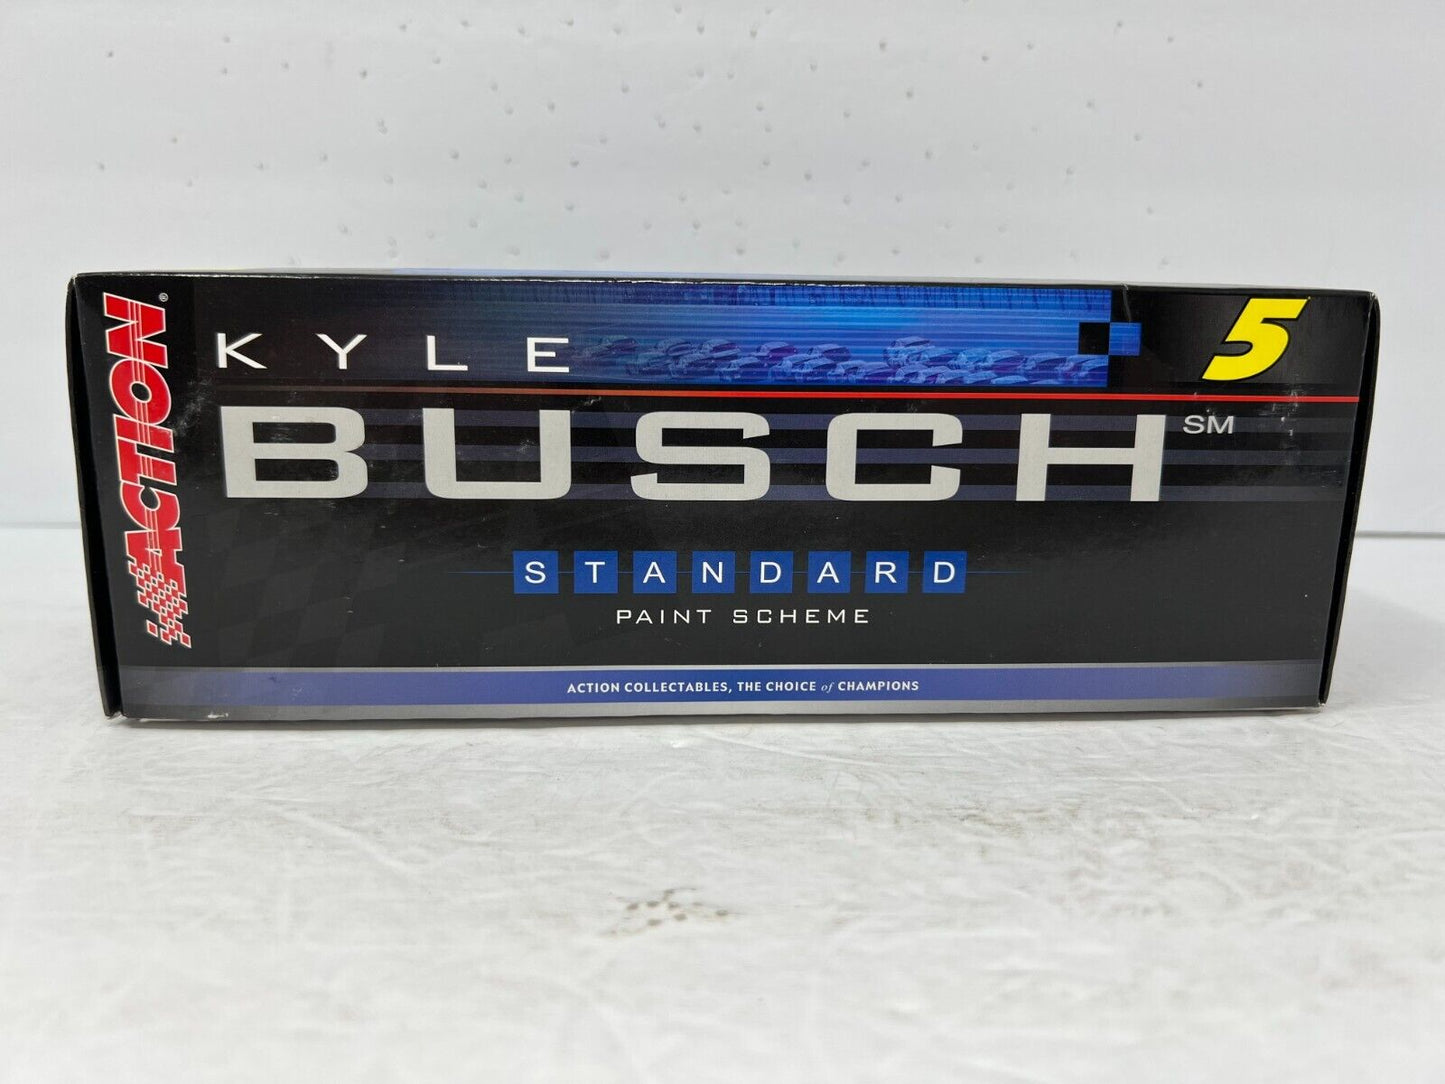 ACTION®
KYLE
5
BUSCH SM
STANDARD
PAINT SCHEME
ACTION COLLECTABLES, THE CHOICE of CHAMPIONS